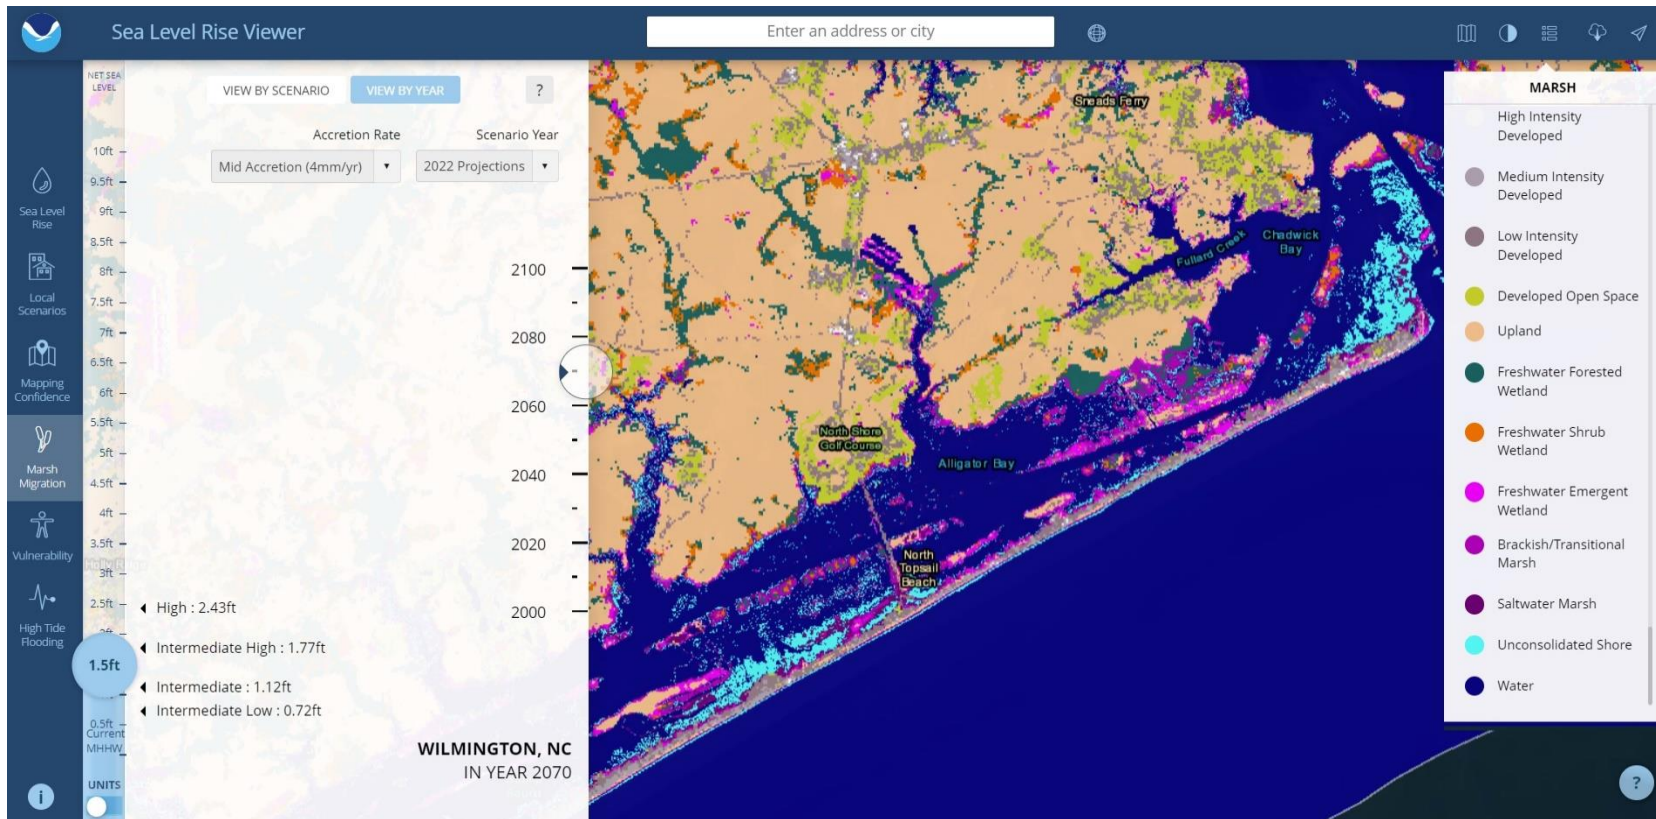 Sea Level Rise Viewer
Enter an address or city
NET SEA
LEVEL
VIEW BY SCENARIO
VIEW BY YEAR
?
Accretion Rate
Scenario Year
Mid Accretion (4mm/yr)
2022 Projections
Sea Level
Rise
Local
Scenarios
Mapping
Confidence
Marsh
Migration
Vulnerability
High Tide
Flooding
i
10ft
9.5ft
9ft
8.5ft
8ft
7.5ft
7ft
6.5ft
6ft
5.5ft
5ft
4.5ft
4ft
3.5ft
3ft
2.5ft
2ft
1.5ft
0.5ft
Current
MHHW
UNITS
High : 2.43ft
Intermediate High : 1.77ft
Intermediate : 1.12ft
Intermediate Low : 0.72ft
2100
2080
2060
2040
2020
2000
WILMINGTON, NC
IN YEAR 2070
Sneads Ferry
Chadwick
Bay
Fullard Creek
North Shore
Golf Course
Alligator Bay
North
Topsail
Beach
MARSH
High Intensity
Developed
Medium Intensity
Developed
Low Intensity
Developed
Developed Open Space
Upland
Freshwater Forested
Wetland
Freshwater Shrub
Wetland
Freshwater Emergent
Wetland
Brackish/Transitional
Marsh
Saltwater Marsh
Unconsolidated Shore
Water
?